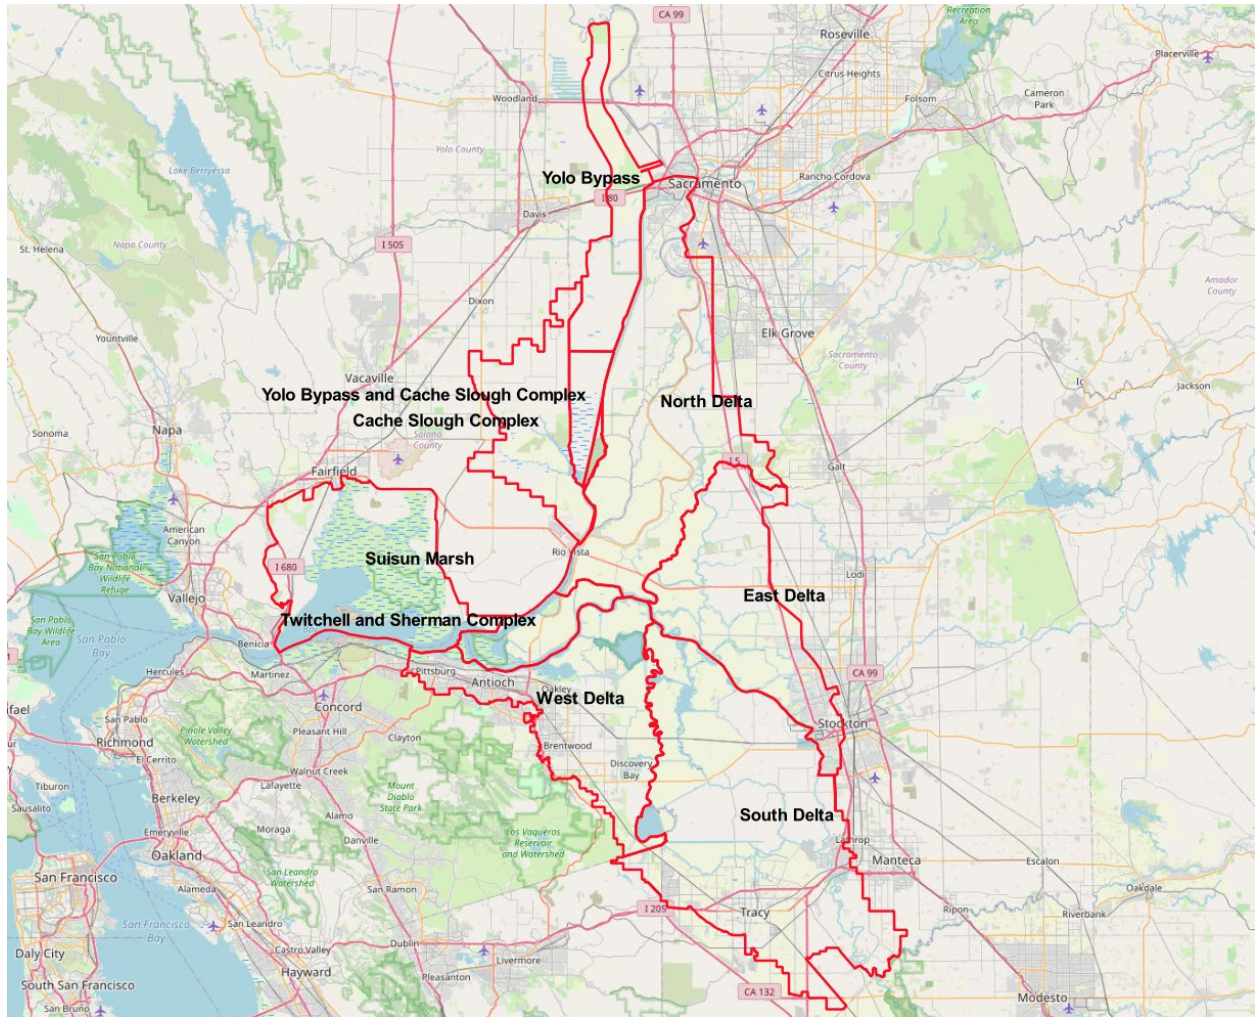 CA 99
Recreation
Area
Roseville
Placerville
Citrus Heights
Cameron
Park
Woodland
Folsom
Yolo County
Lake Berryessa
Yolo Bypass
Sacramento
Rancho Cordova
I 80
Davis
St. Helena
Napa County
I 505
Amador
County
Dixon
Elk Grove
Yountville
Sacramento
County
Vacaville
Jackson
Yolo Bypass and Cache Slough Complex
North Delta
Cache Slough Complex
Sonoma
Napa
Solano
County
Fairfield
I 5
Galt
American
Canyon
San Pablo
Bay National
Wildlife
Refuge
Rio Vista
Suisun Marsh
I 680
Lodi
Vallejo
East Delta
San Pablo
Bay Wildlife
Area
San Pablo
Bay
Twitchell and Sherman Complex
Benicia
Hercules
Martinez
Pittsburg
Antioch
CA 99
Oakley
West Delta
Concord
San Pablo
Stockton
Richmond
Pinole Valley
Watershed
Pleasant Hill
Clayton
Brentwood
El Cerrito
Walnut Creek
Discovery
Bay
Tiburon
Lafayette
Mount
Diablo
State Park
Berkeley
Sausalito
Alamo
South Delta
Emeryville
Moraga
Danville
Los Vaqueros
Reservoir
and Watershed
Lathrop
Oakland
Manteca
Escalon
San Francisco
San Leandro
Watershed
Alameda
San Ramon
Oakdale
I 205
Tracy
Ripon
Riverbank
San Francisco
Bay
San Leandro
Daly City
Castro Valley
Dublin
Livermore
Hayward
Pleasanton
South San Francisco
CA 132
Modesto
San Bruno